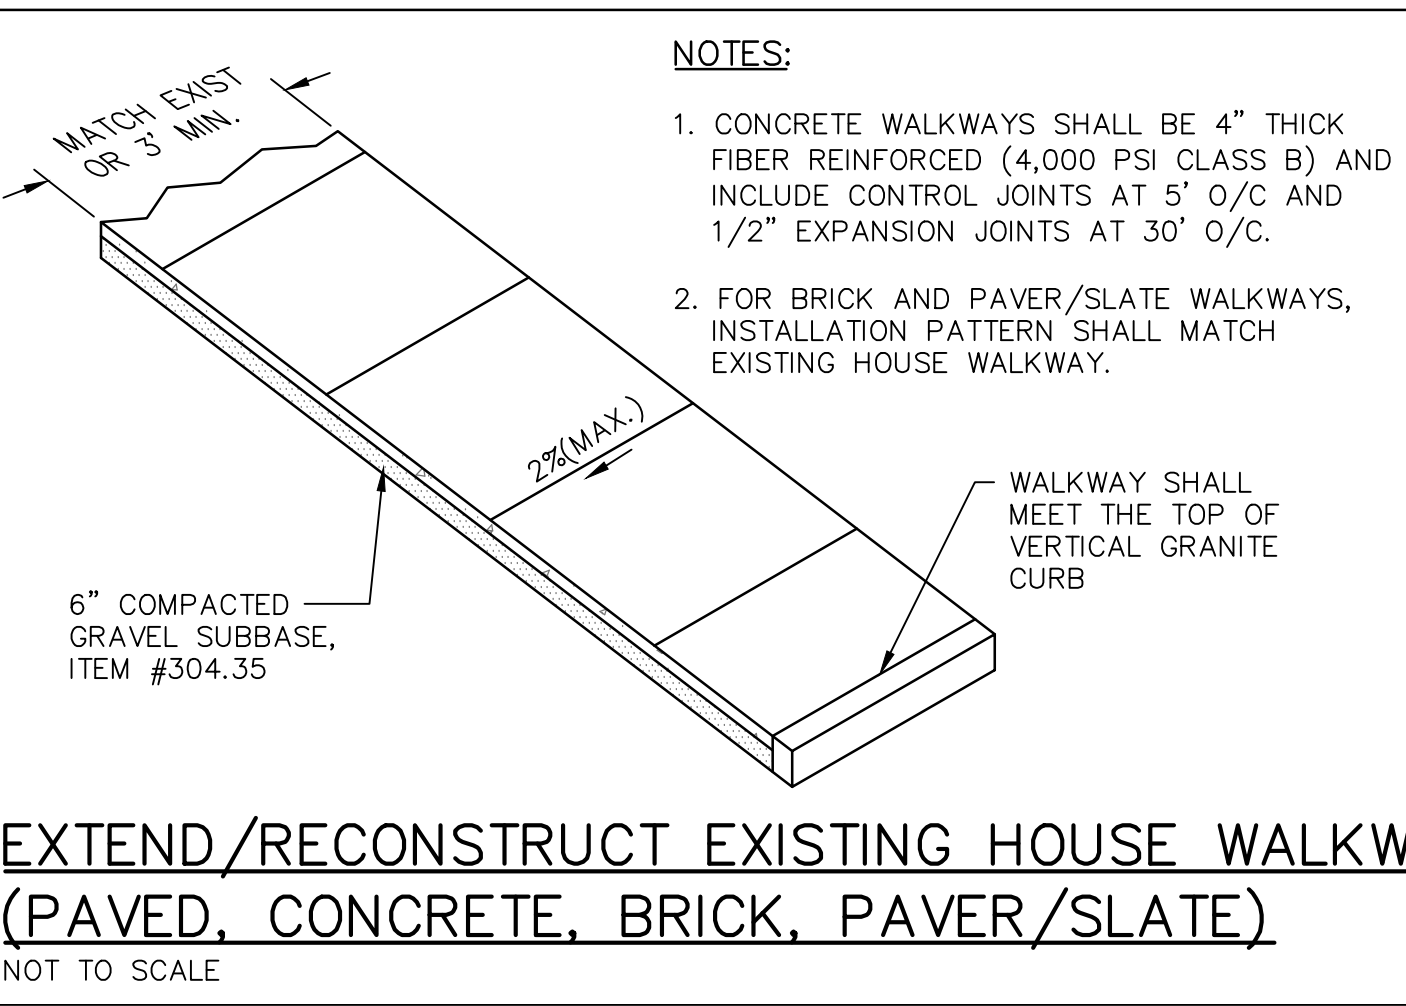 MATCH EXIST
OR 3' MIN.
NOTES:
1. CONCRETE WALKWAYS SHALL BE 4" THICK
FIBER REINFORCED (4,000 PSI CLASS B) AND
INCLUDE CONTROL JOINTS AT 5' O/C AND
1/2" EXPANSION JOINTS AT 30' O/C.
2. FOR BRICK AND PAVER/SLATE WALKWAYS,
INSTALLATION PATTERN SHALL MATCH
EXISTING HOUSE WALKWAY.
2%(MAX.)
WALKWAY SHALL
MEET THE TOP OF
VERTICAL GRANITE
CURB
6" COMPACTED
GRAVEL SUBBASE,
ITEM #304.35
EXTEND/RECONSTRUCT EXISTING HOUSE WALKW
(PAVED, CONCRETE, BRICK, PAVER/SLATE)
NOT TO SCALE